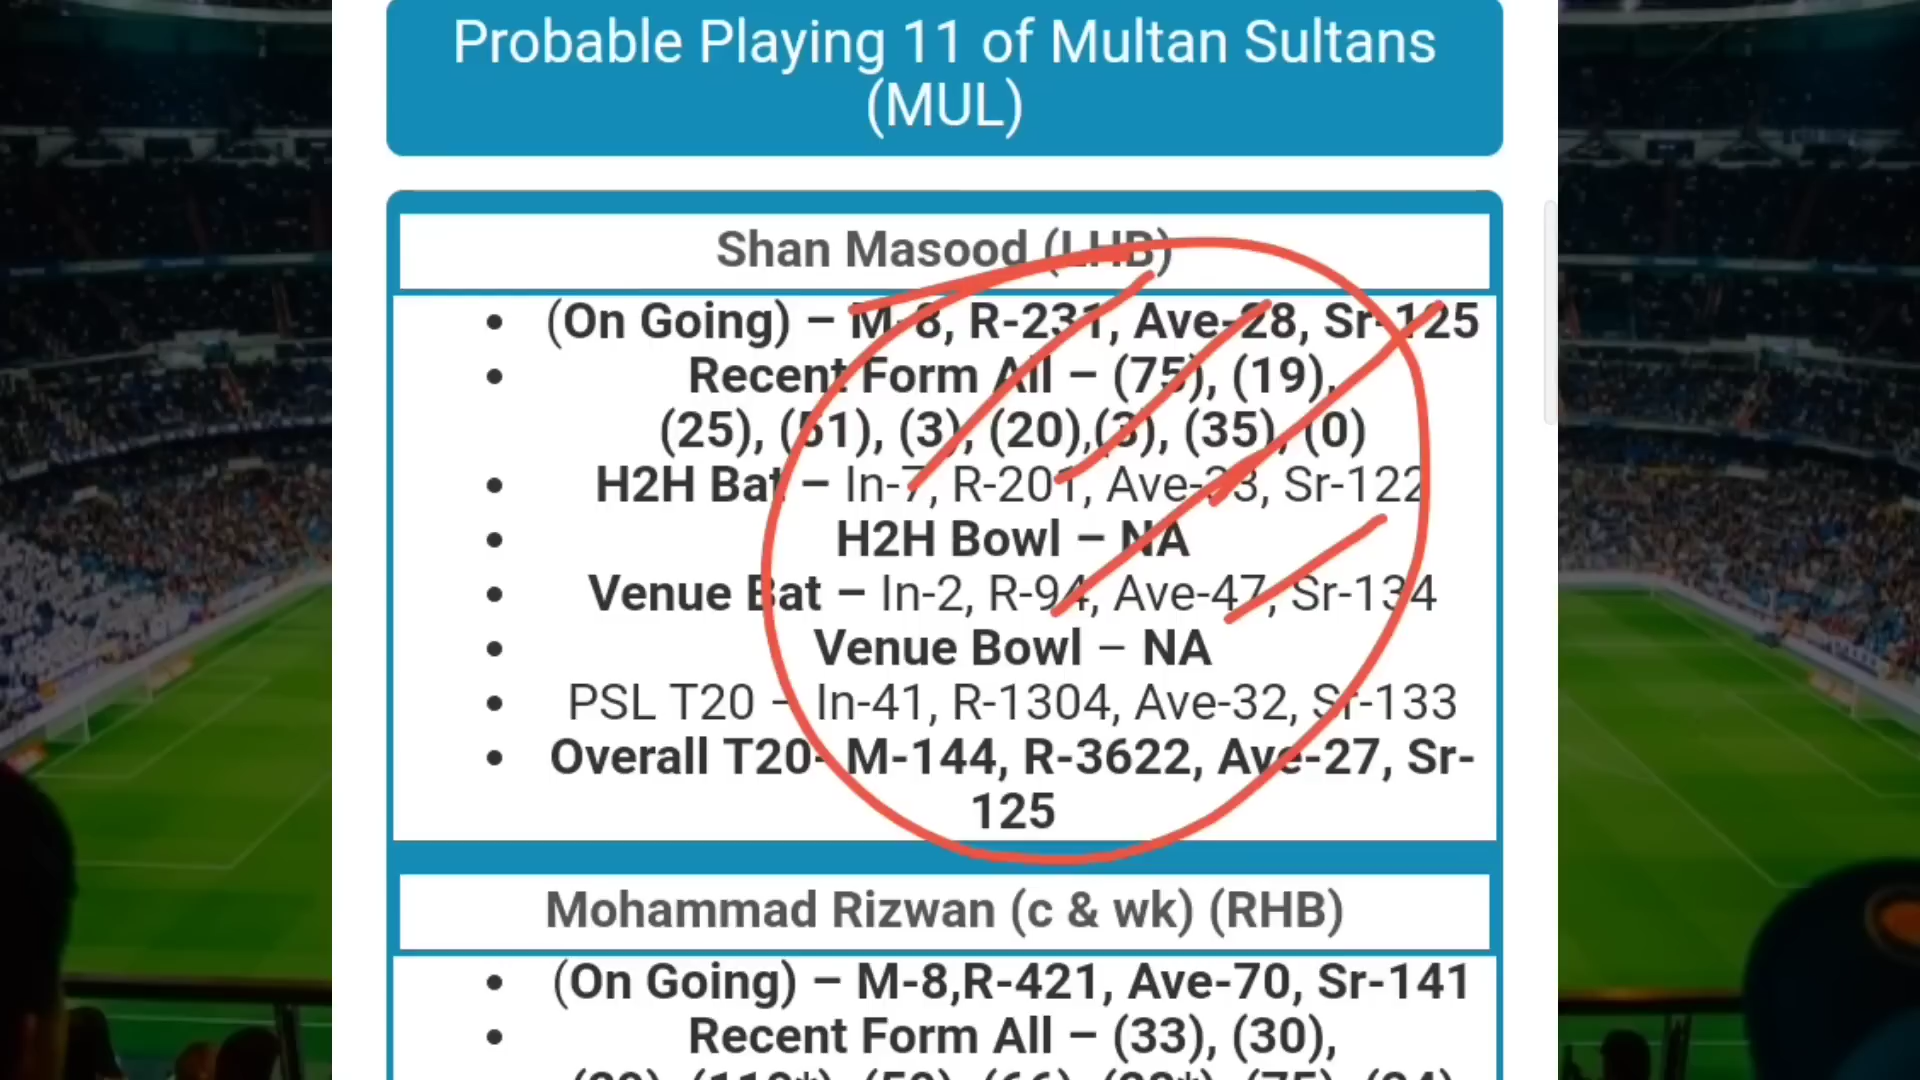 Probable Playing 11 of Multan Sultans
(MUL)
Shan Masood (LHB)
• (On Going) – M-8, R-231, Ave-28, Sr-125
• Recent Form All – (75), (19),
(25), (51), (3), (20),(3), (35), (0)
• H2H Bat – In-7, R-201, Ave-33, Sr-122
• H2H Bowl – NA
• Venue Bat – In-2, R-94, Ave-47, Sr-134
• Venue Bowl – NA
• PSL T20 – In-41, R-1304, Ave-32, Sr-133
• Overall T20- M-144, R-3622, Ave-27, Sr-
125
Mohammad Rizwan (c & wk) (RHB)
• (On Going) – M-8,R-421, Ave-70, Sr-141
• Recent Form All – (33), (30),